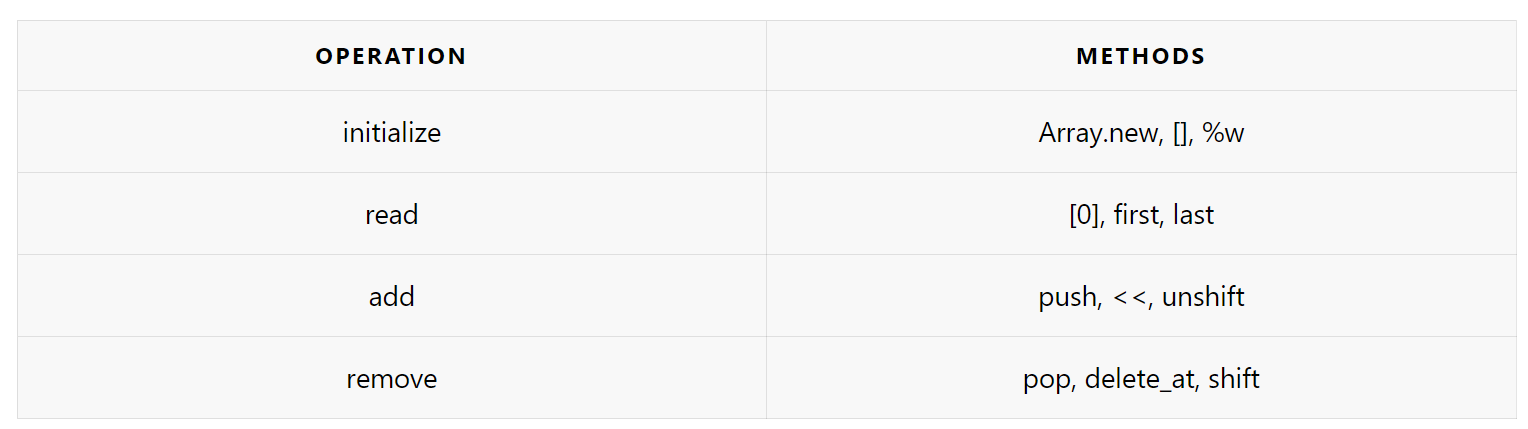 OPERATION METHODS
initialize Array.new, [], %w
read [0], first, last
add push, <<, unshift
remove pop, delete_at, shift